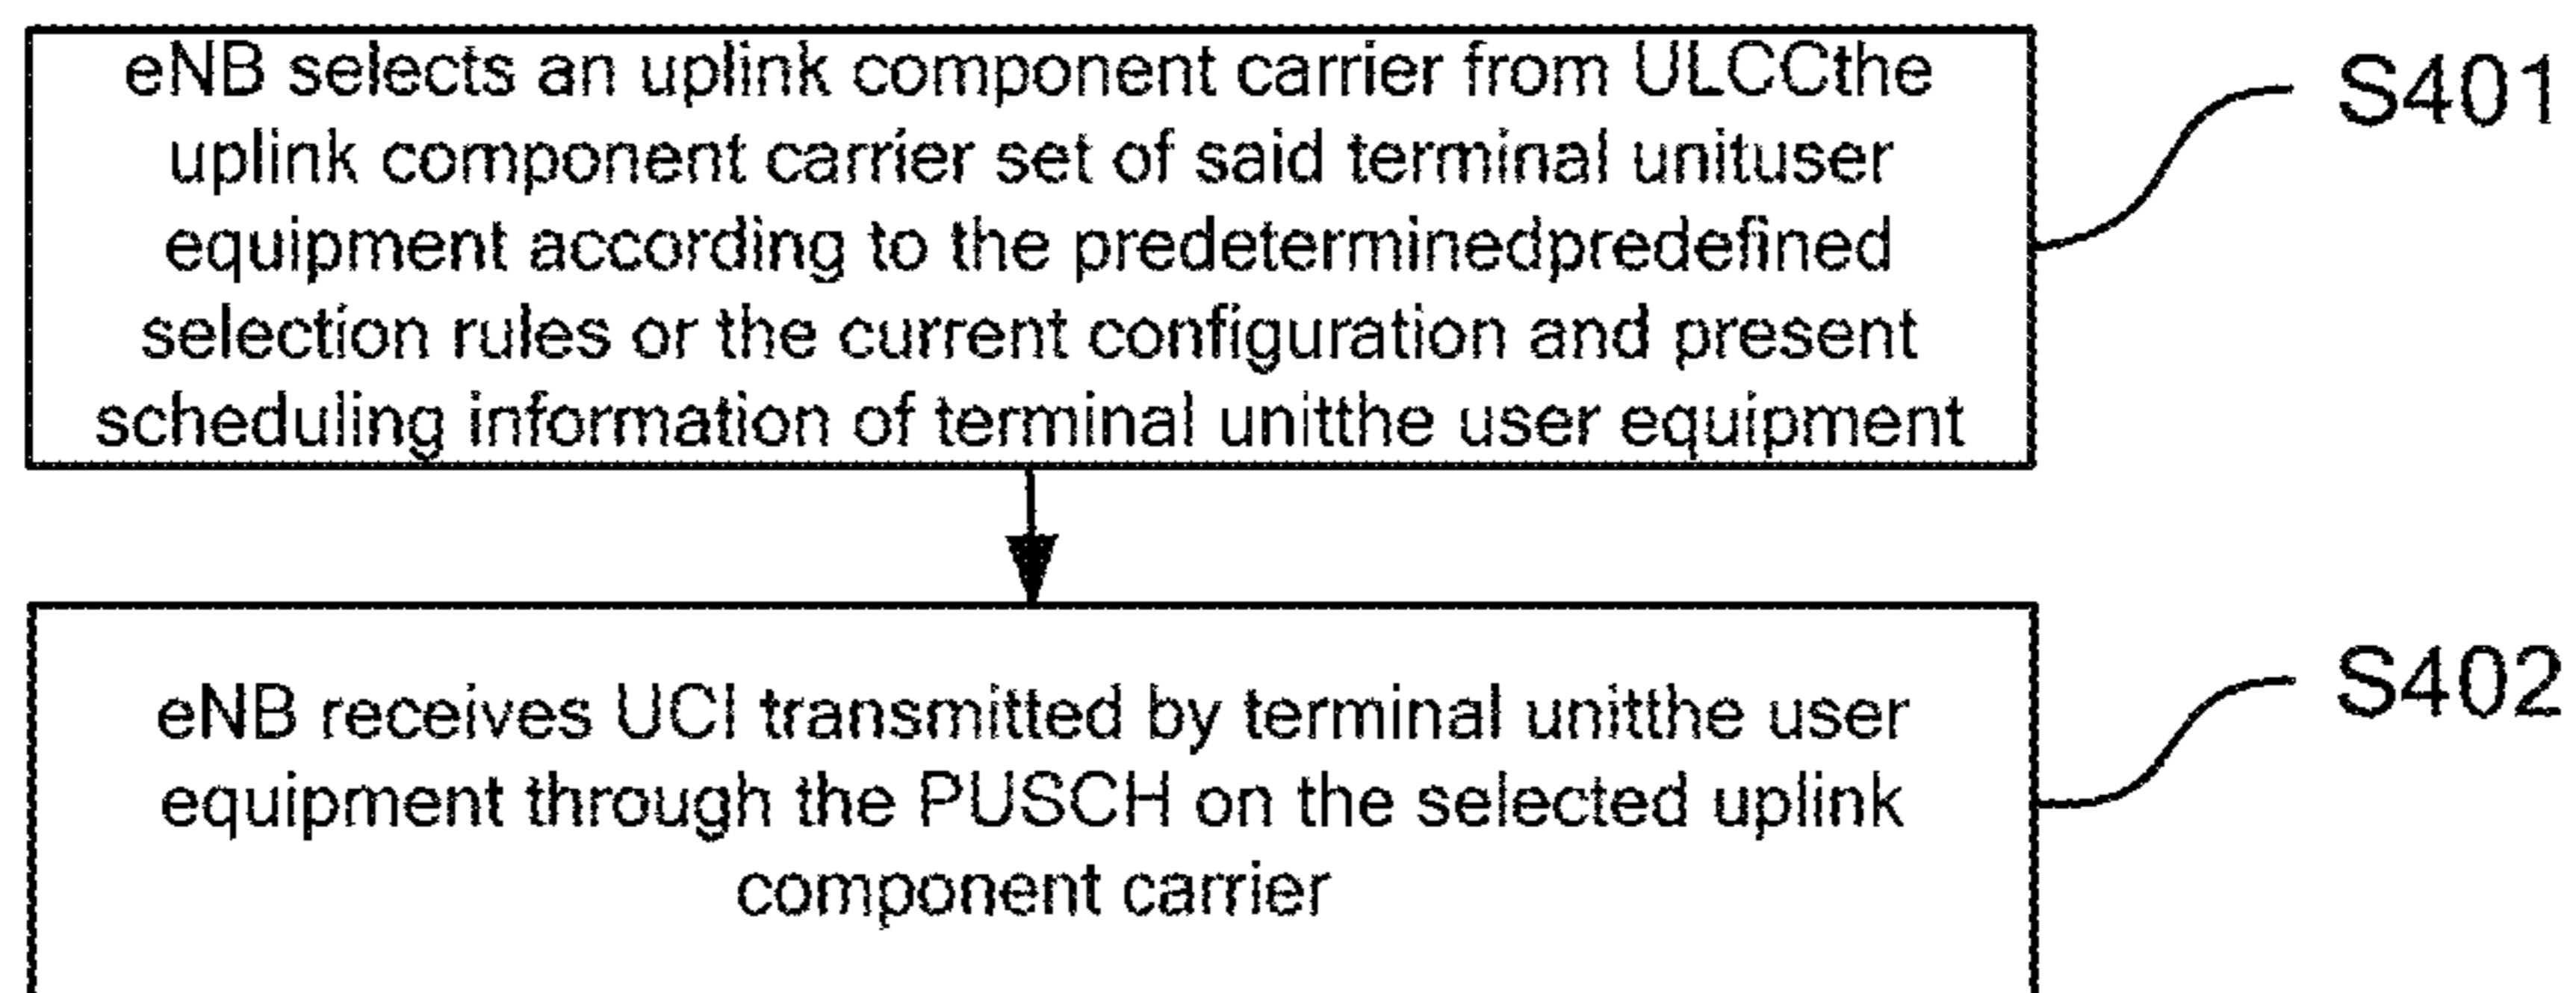 eNB selects an uplink component carrier from ULCCthe
uplink component carrier set of said terminal unituser
equipment according to the predeterminedpredefined
selection rules or the current configuration and present
scheduling information of terminal unitthe user equipment
S401
eNB receives UCI transmitted by terminal unitthe user
equipment through the PUSCH on the selected uplink
component carrier
S402